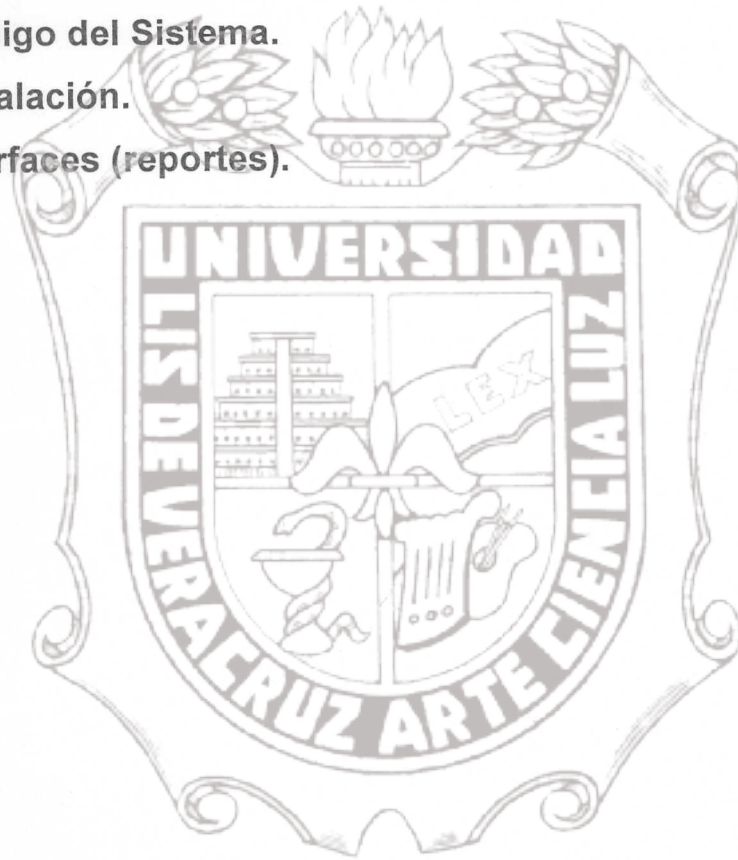 igo del Sistema.
alación.
rfaces (reportes).
UNIVERSIDAD
LIS DE VERACRUZ ARTE CIENCIA LUZ
LEX